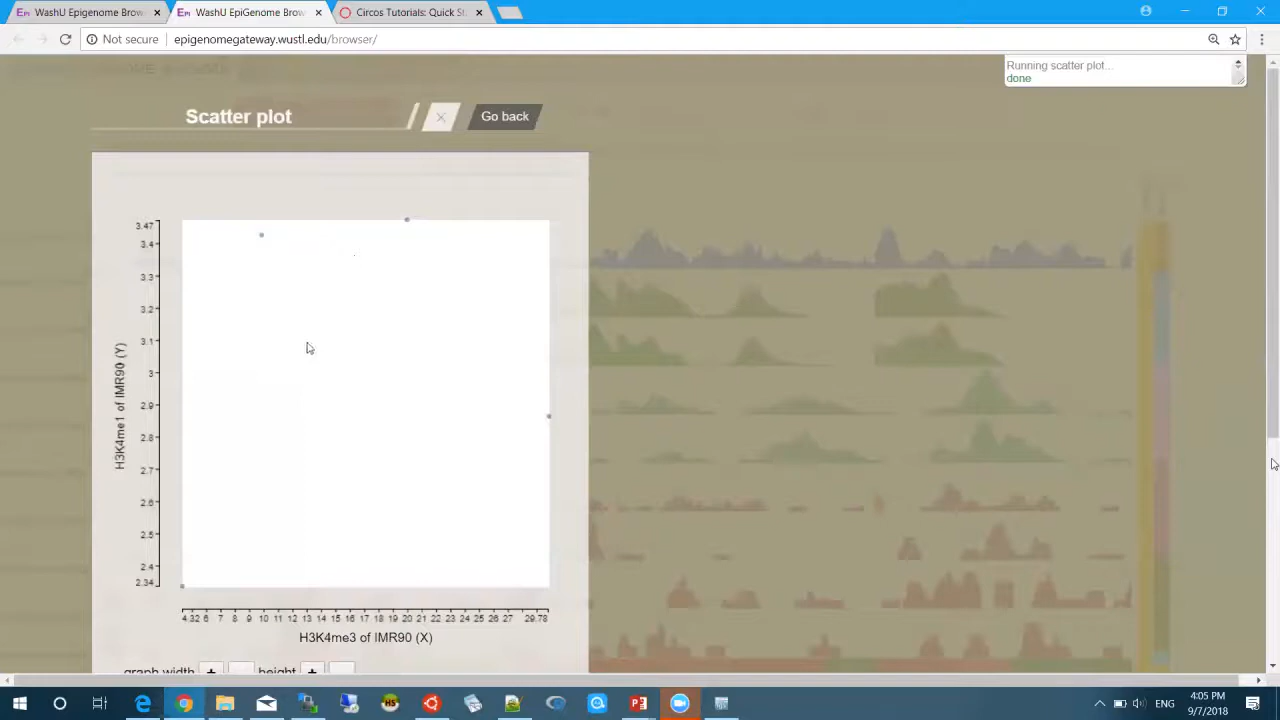 WashU Epigenome Brow
WashU EpiGenome Brow
Circos Tutorials: Quick St
Not secure
epigenomegateway.wustl.edu/browser/
Running scatter plot...
done
Scatter plot
Go back
3.47
3.4
3.3
3.2
3.1
3
2.9
2.8
2.7
2.6
2.5
2.4
2.34
H3K4me1 of IMR90 (Y)
4.32 6 7 8 9 10 11 12 13 14 15 16 17 18 19 20 21 22 23 24 25 26 27 29.78
H3K4me3 of IMR90 (X)
graph width + height +
ENG
4:05 PM
9/7/2018